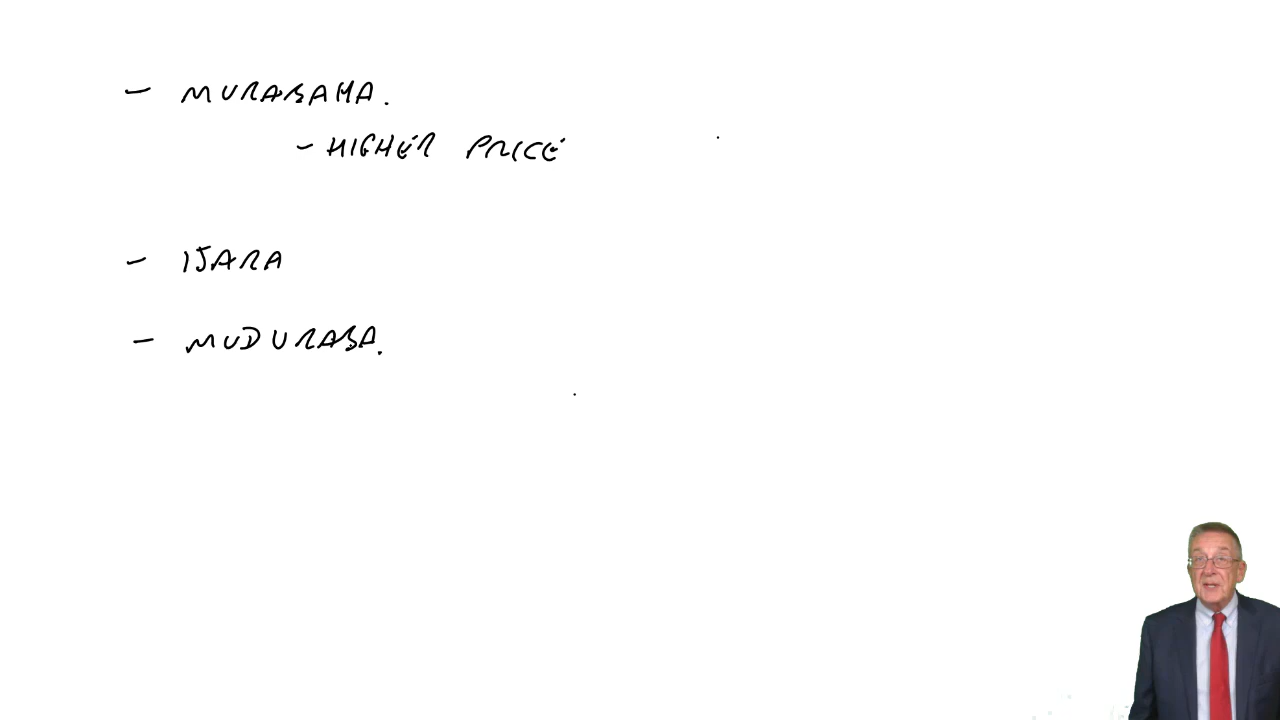 - MURABAHA.
- HIGHER PRICE
- IJARA
- MUDURABA.